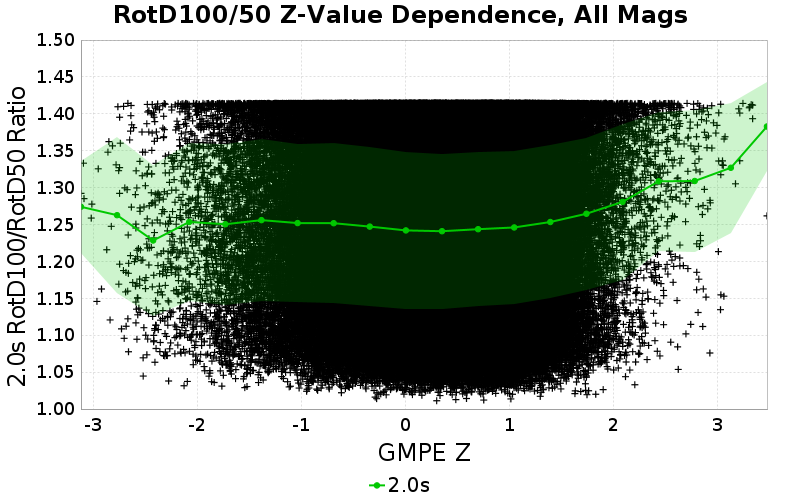 RotD100/50 Z-Value Dependence, All Mags
2.0s RotD100/RotD50 Ratio
1.50
1.45
1.40
1.35
1.30
1.25
1.20
1.15
1.10
1.05
1.00
-3 -2 -1 0 1 2 3
GMPE Z
2.0s